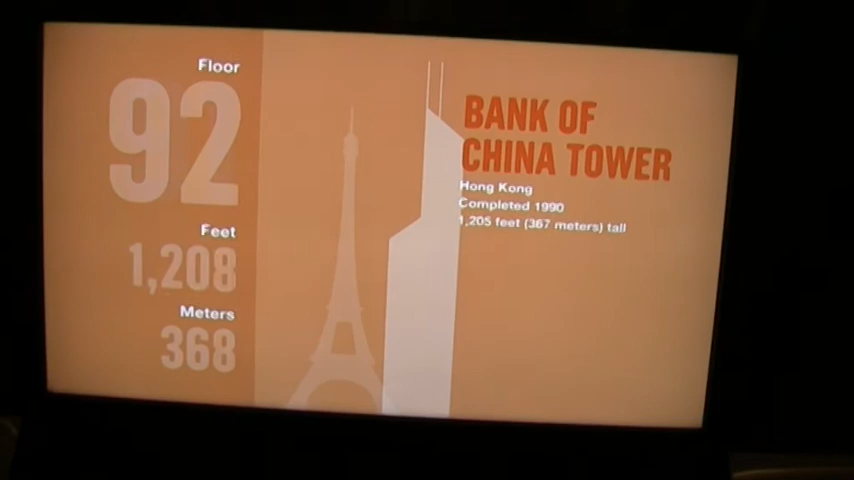 Floor
92
Feet
1,208
Meters
368
BANK OF
CHINA TOWER
Hong Kong
Completed 1990
1,205 feet (367 meters) tall